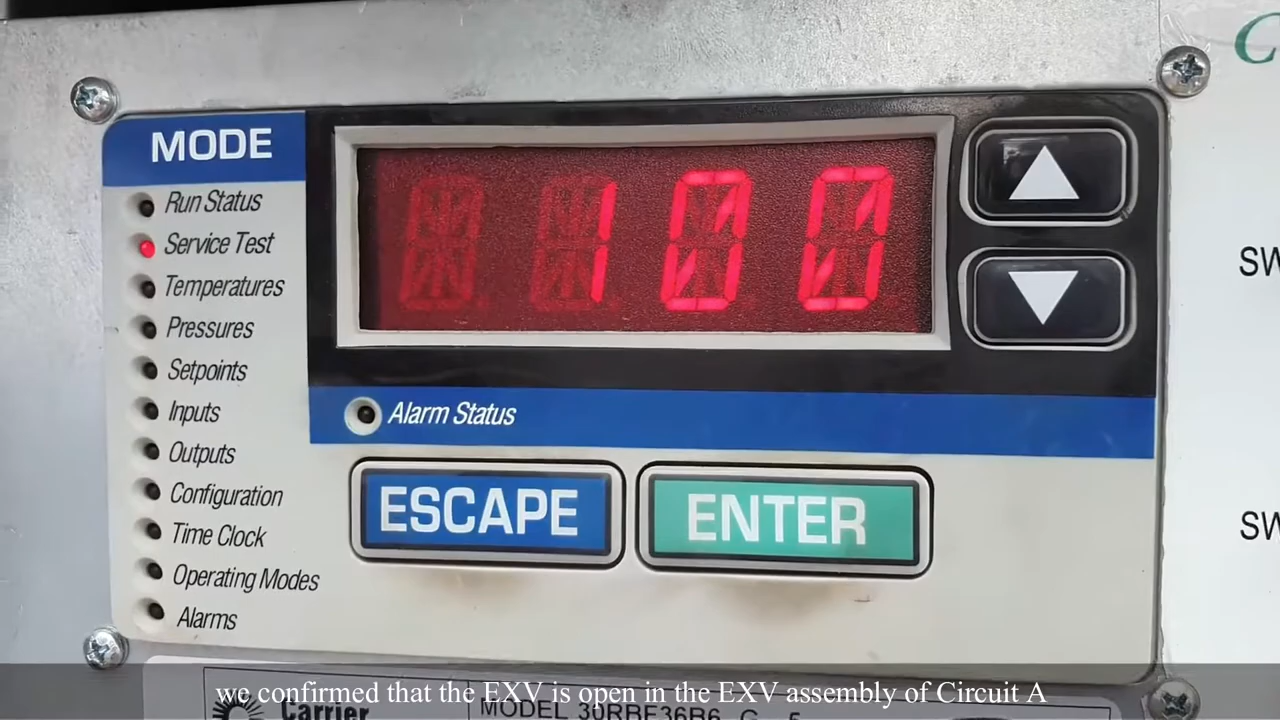 C
MODE
Run Status
Service Test
Temperatures
Pressures
Setpoints
Inputs
Outputs
Configuration
Time Clock
Operating Modes
Alarms
100
Alarm Status
ESCAPE
ENTER
SW
SW
we confirmed that the EXV is open in the EXV assembly of Circuit A
Carrier
MODEL